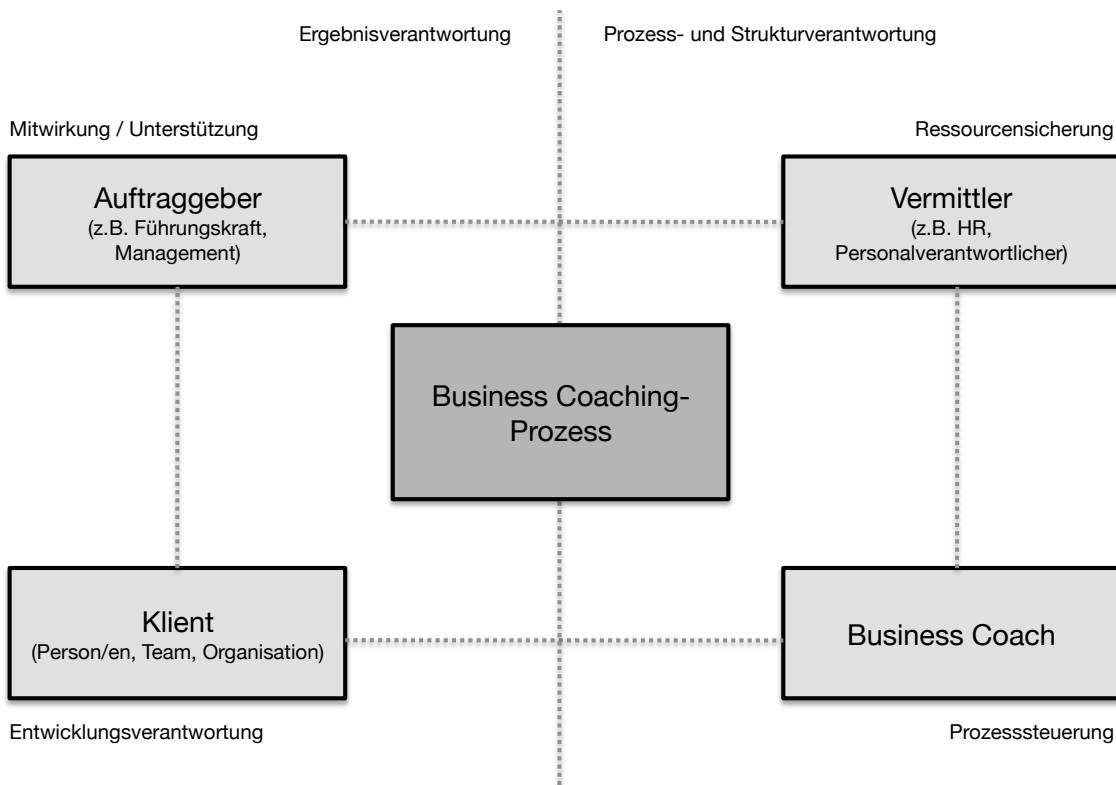 Ergebnisverantwortung
Prozess- und Strukturverantwortung
Mitwirkung / Unterstützung
Ressourcensicherung
Auftraggeber
(z.B. Führungskraft,
Management)
Vermittler
(z.B. HR,
Personalverantwortlicher)
Business Coaching-
Prozess
Klient
(Person/en, Team, Organisation)
Business Coach
Entwicklungsverantwortung
Prozesssteuerung